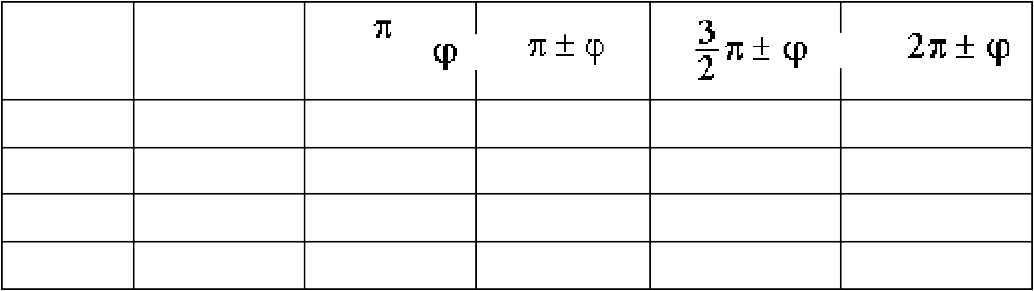 π φ
π ± φ
3/2 π ± φ
2π ± φ